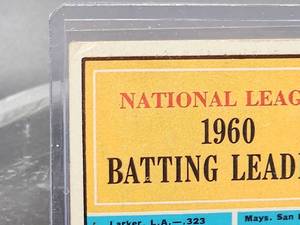 NATIONAL LEAG
1960
BATTING LEAD
Larker, L.A.—.323 Mays. San